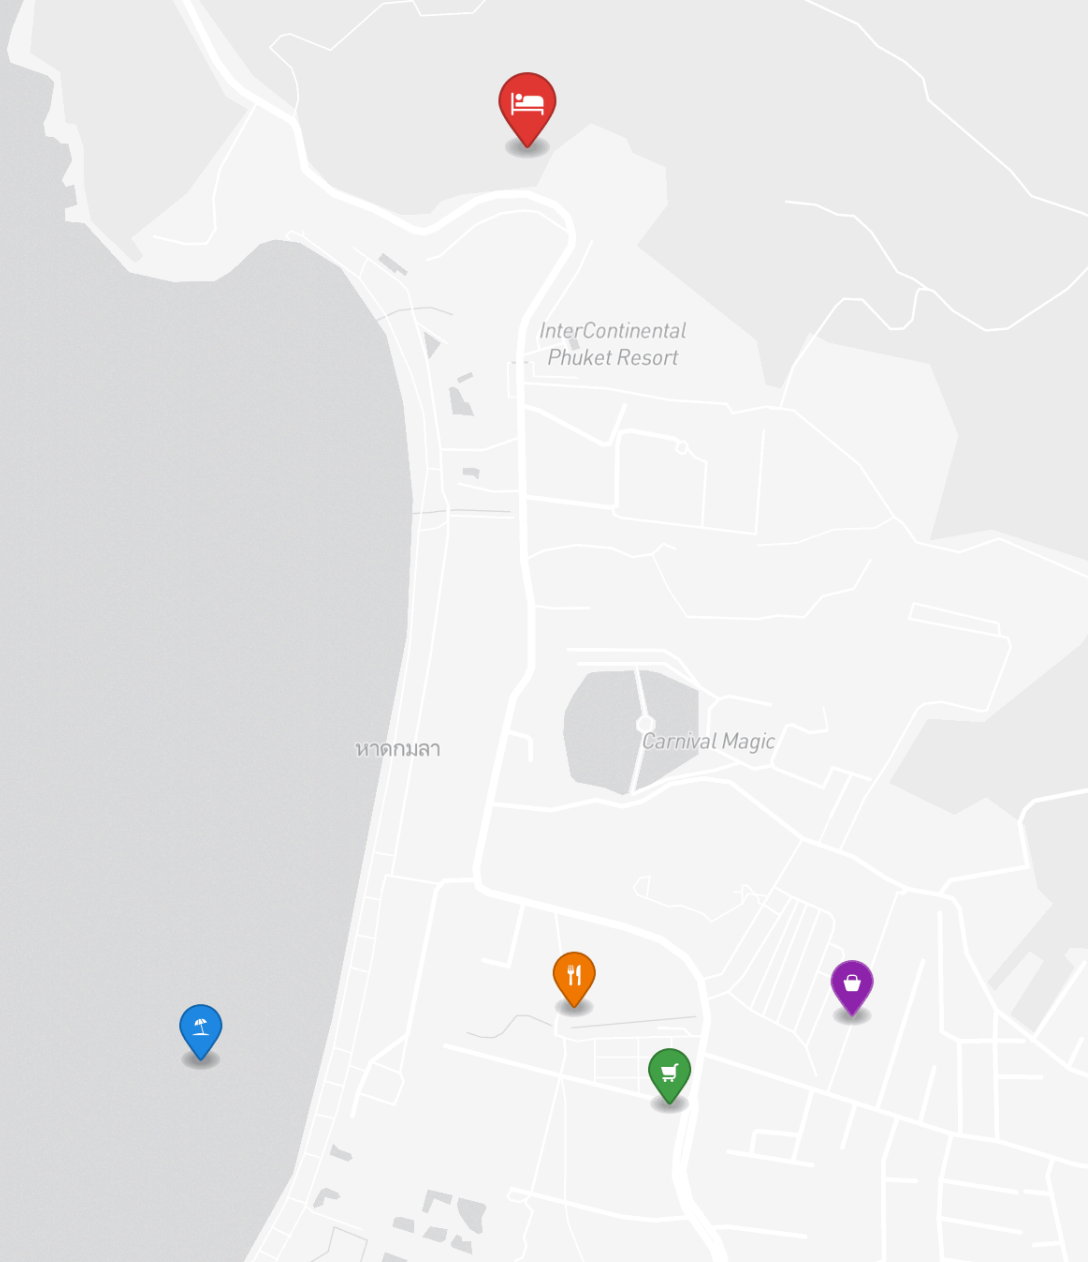 InterContinental
Phuket Resort
Carnival Magic
หาดกมลา